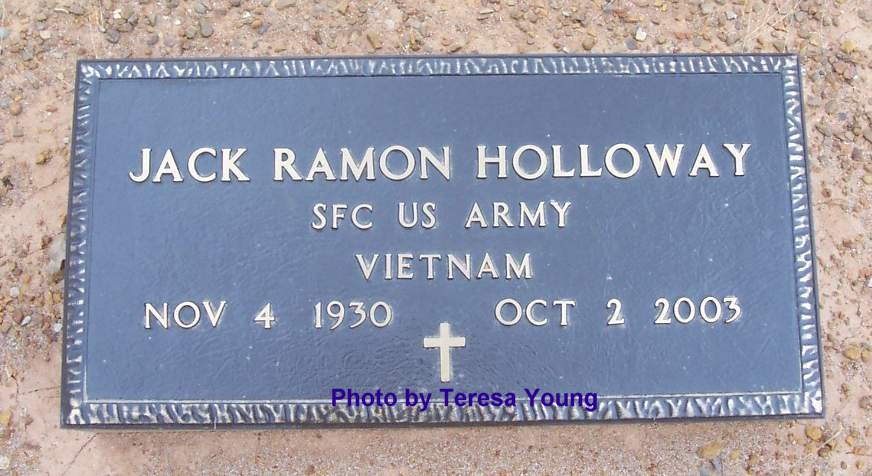 JACK RAMON HOLLOWAY
SFC US ARMY
VIETNAM
NOV 4 1930 OCT 2 2003
Photo by Teresa Young